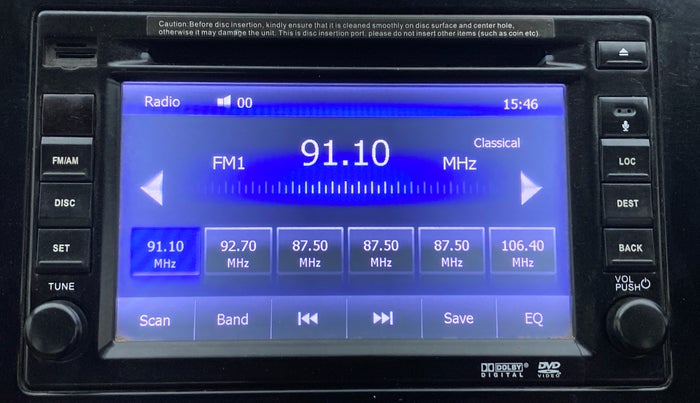 Caution:Before disc insertion, kindly ensure that it is cleaned smoothly on disc surface and center hole,
otherwise it may damage the unit. This is disc insertion port, please do not insert other items (such as coin etc).
Radio 00 15:46
Classical
FM1 91.10 MHz
91.10 92.70 87.50 87.50 87.50 106.40
MHz MHz MHz MHz MHz MHz
Scan Band Save EQ
FM/AM
DISC
SET
TUNE
LOC
DEST
BACK
VOL
PUSH
DOLBY
DIGITAL
DVD
VIDEO